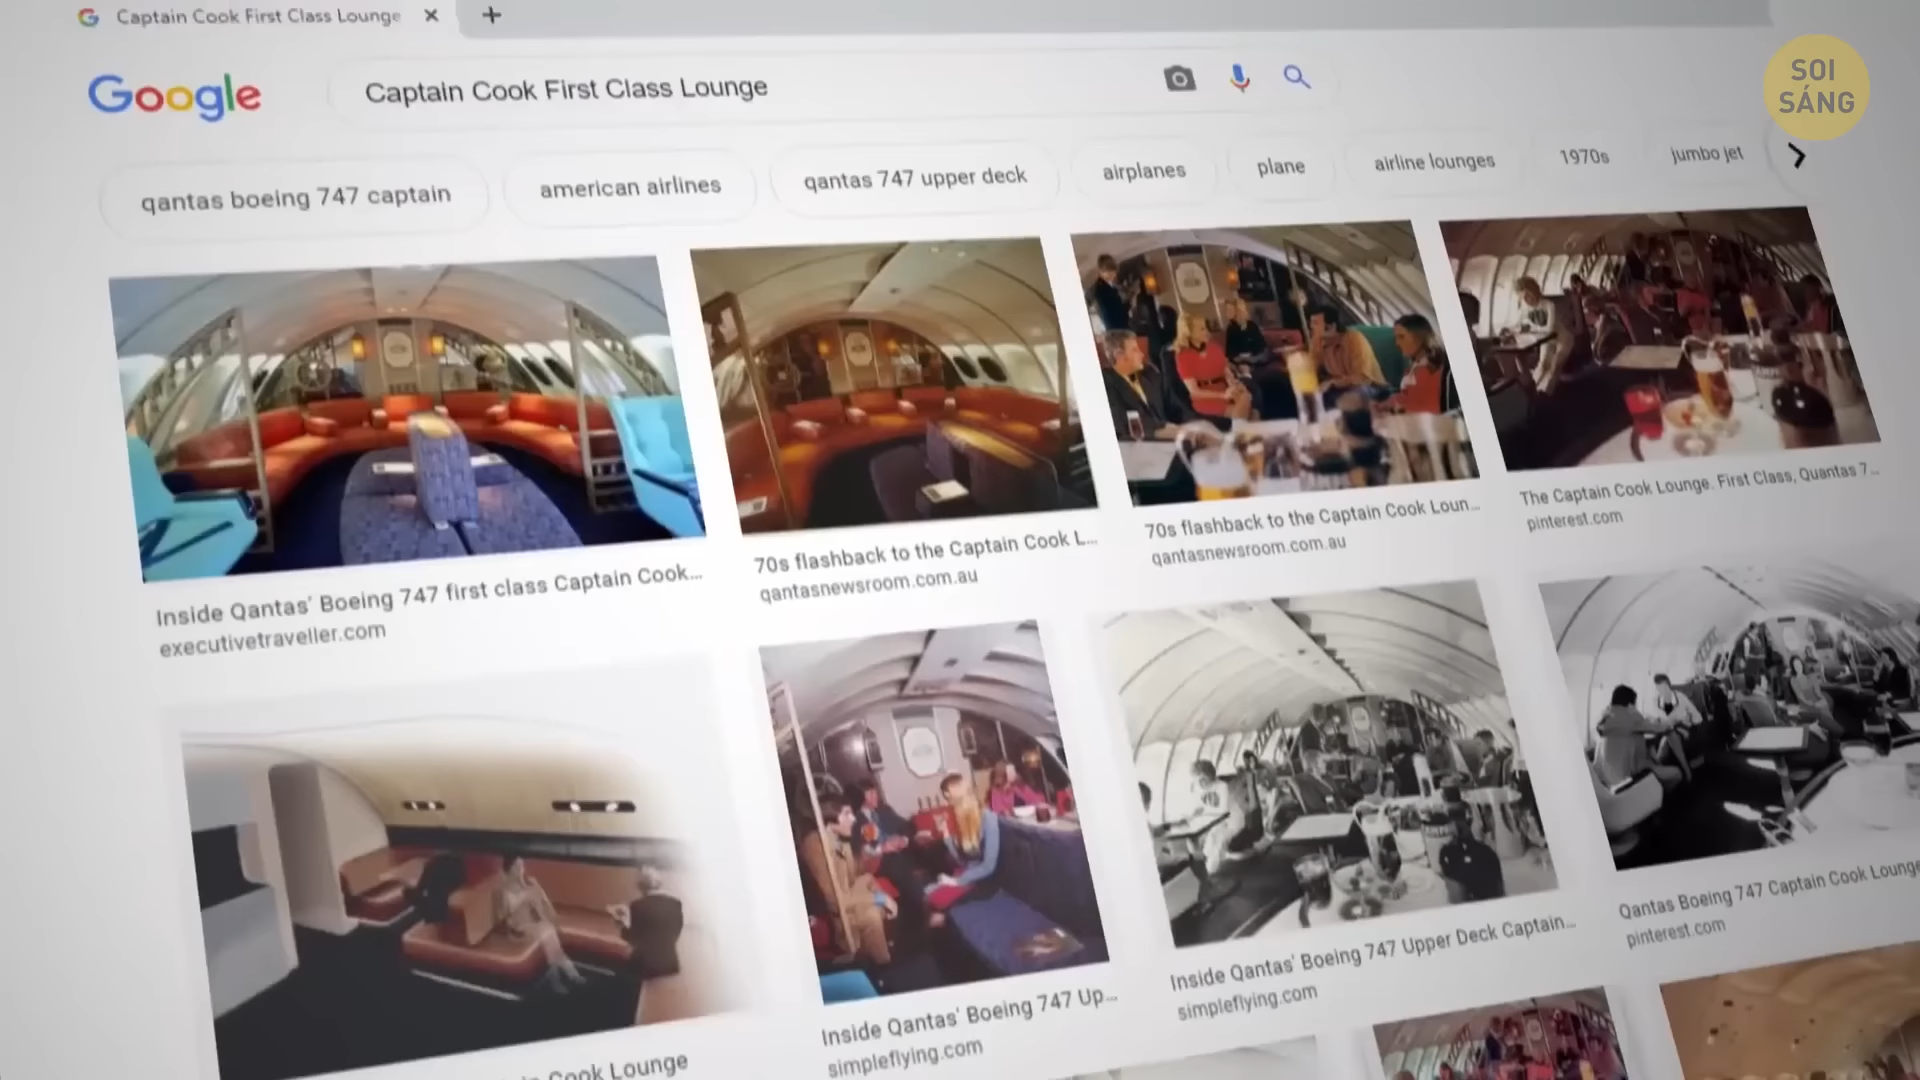 Captain Cook First Class Lounge
Google
Captain Cook First Class Lounge
SOI
SÁNG
qantas boeing 747 captain
american airlines
qantas 747 upper deck
airplanes
plane
airline lounges
1970s
jumbo jet
Inside Qantas' Boeing 747 first class Captain Cook...
executivetraveller.com
70s flashback to the Captain Cook L...
qantasnewsroom.com.au
70s flashback to the Captain Cook Loun...
qantasnewsroom.com.au
The Captain Cook Lounge. First Class, Quantas 7...
pinterest.com
Cook Lounge
Inside Qantas' Boeing 747 Up...
simpleflying.com
Inside Qantas' Boeing 747 Upper Deck Captain...
simpleflying.com
Qantas Boeing 747 Captain Cook Lounge
pinterest.com